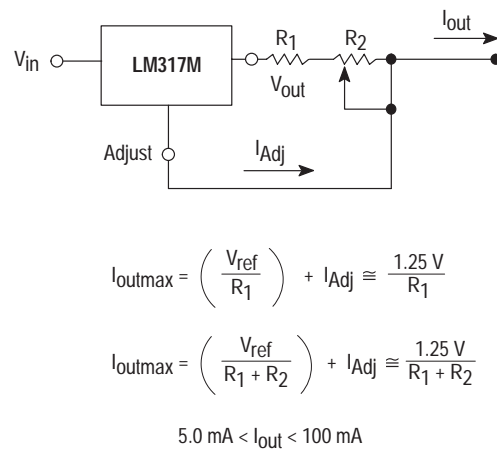 I_out
R_1 R_2
V_in LM317M
V_out
Adjust I_Adj
I_outmax = ( V_ref / R_1 ) + I_Adj ≅ 1.25 V / R_1
I_outmax = ( V_ref / R_1 + R_2 ) + I_Adj ≅ 1.25 V / R_1 + R_2
5.0 mA < I_out < 100 mA